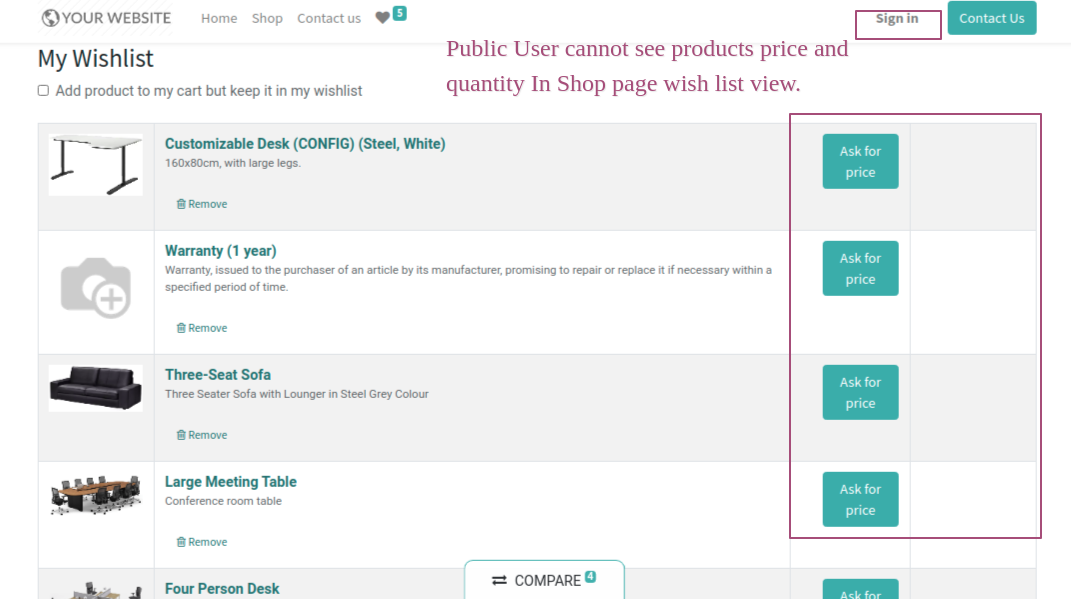 YOUR WEBSITE Home Shop Contact us 5 Sign in Contact Us
My Wishlist
Public User cannot see products price and
quantity In Shop page wish list view.
Add product to my cart but keep it in my wishlist
Customizable Desk (CONFIG) (Steel, White)
160x80cm, with large legs.
Remove
Ask for
price
Warranty (1 year)
Warranty, issued to the purchaser of an article by its manufacturer, promising to repair or replace it if necessary within a
specified period of time.
Remove
Ask for
price
Three-Seat Sofa
Three Seater Sofa with Lounger in Steel Grey Colour
Remove
Ask for
price
Large Meeting Table
Conference room table
Remove
Ask for
price
Four Person Desk
Ask for
COMPARE 4